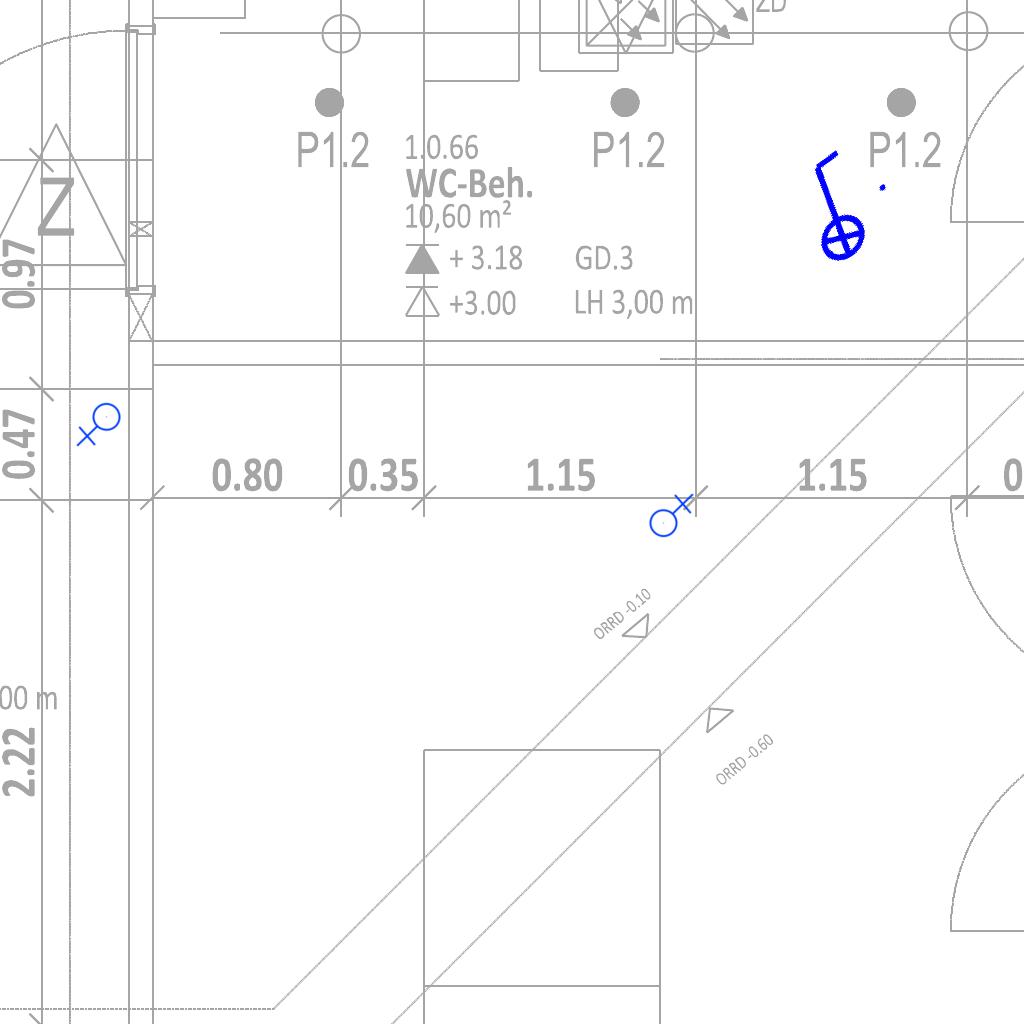 ZD
P1.2
P1.2
P1.2
1.0.66
WC-Beh.
10,60 m²
+ 3.18 GD.3
+3.00 LH 3,00 m
Z
0.97
0.47
0.80
0.35
1.15
1.15
0
ORRD -0.10
ORRD -0.60
00 m
2.22